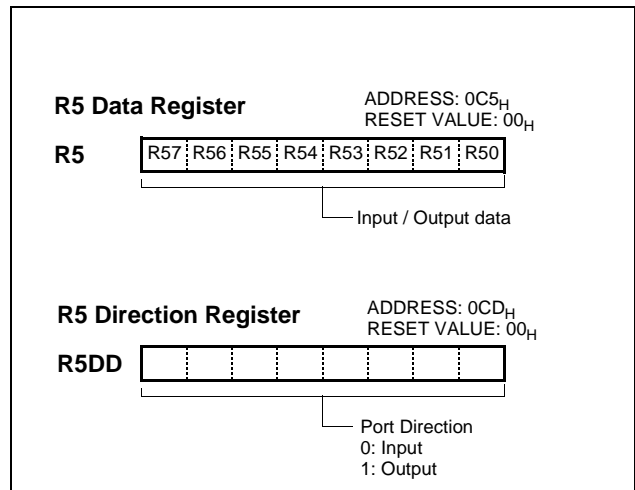 R5 Data Register
ADDRESS: 0C5H
RESET VALUE: 00H
R5
R57 R56 R55 R54 R53 R52 R51 R50
Input / Output data
R5 Direction Register
ADDRESS: 0CDH
RESET VALUE: 00H
R5DD
Port Direction
0: Input
1: Output